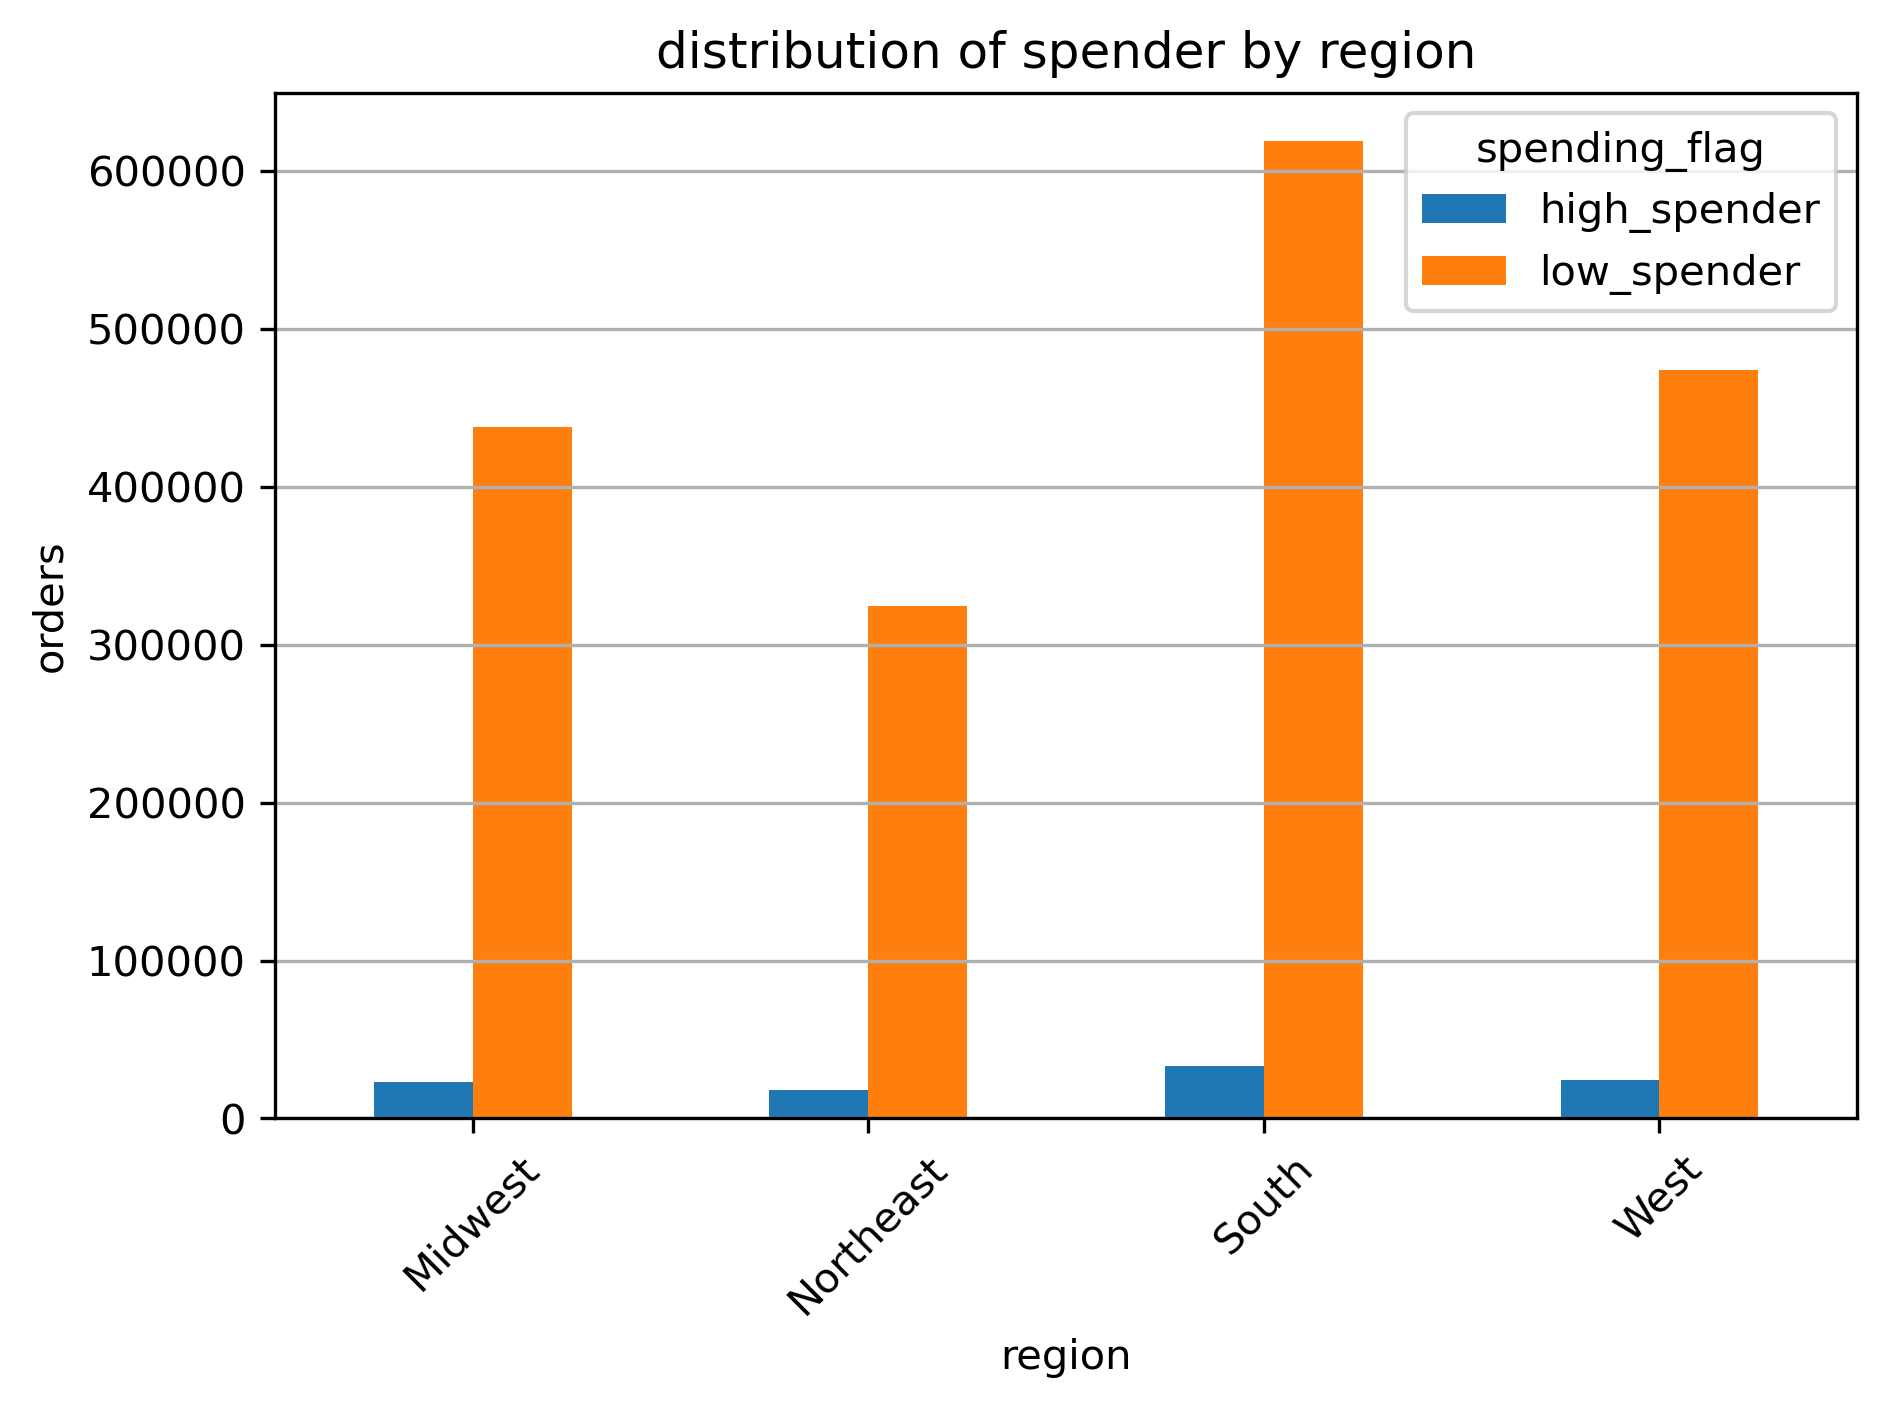 distribution of spender by region
spending_flag
high_spender
low_spender
600000
500000
400000
300000
200000
100000
0
orders
Midwest
Northeast
South
West
region